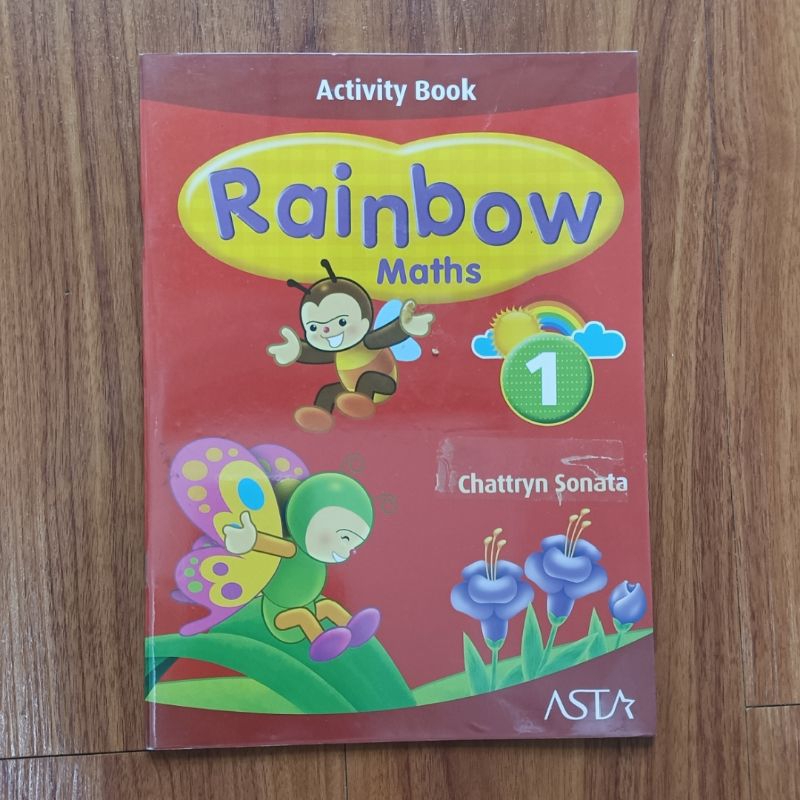 Activity Book
Rainbow
Maths
1
Chattryn Sonata
ASTA